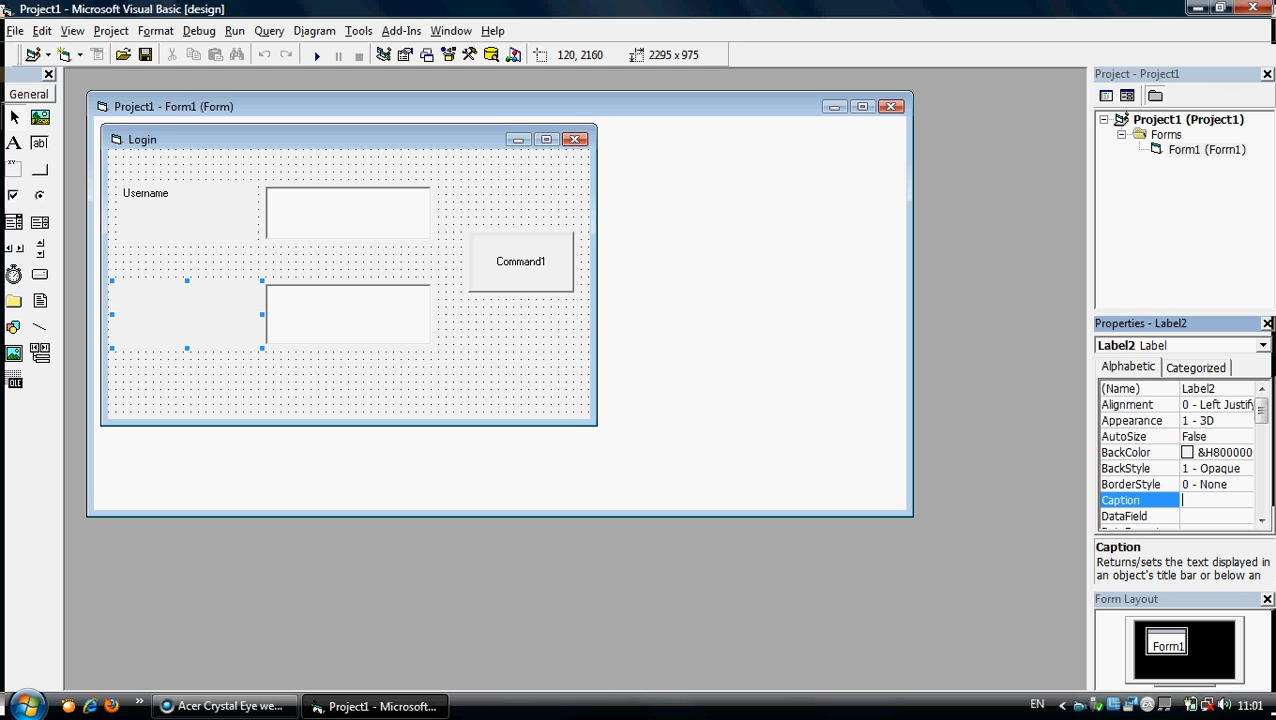 Project1 - Microsoft Visual Basic [design]
File Edit View Project Format Debug Run Query Diagram Tools Add-Ins Window Help
120, 2160 2295 x 975
General
A ab|
xv
OLE
Project1 - Form1 (Form)
Login
Username
Command1
Project - Project1
Project1 (Project1)
Forms
Form1 (Form1)
Properties - Label2
Label2 Label
Alphabetic Categorized
(Name) Label2
Alignment 0 - Left Justify
Appearance 1 - 3D
AutoSize False
BackColor &H800000
BackStyle 1 - Opaque
BorderStyle 0 - None
Caption
DataField
Caption
Returns/sets the text displayed in
an object's title bar or below an
Form Layout
Form1
Acer Crystal Eye we...
Project1 - Microsoft...
EN
11:01